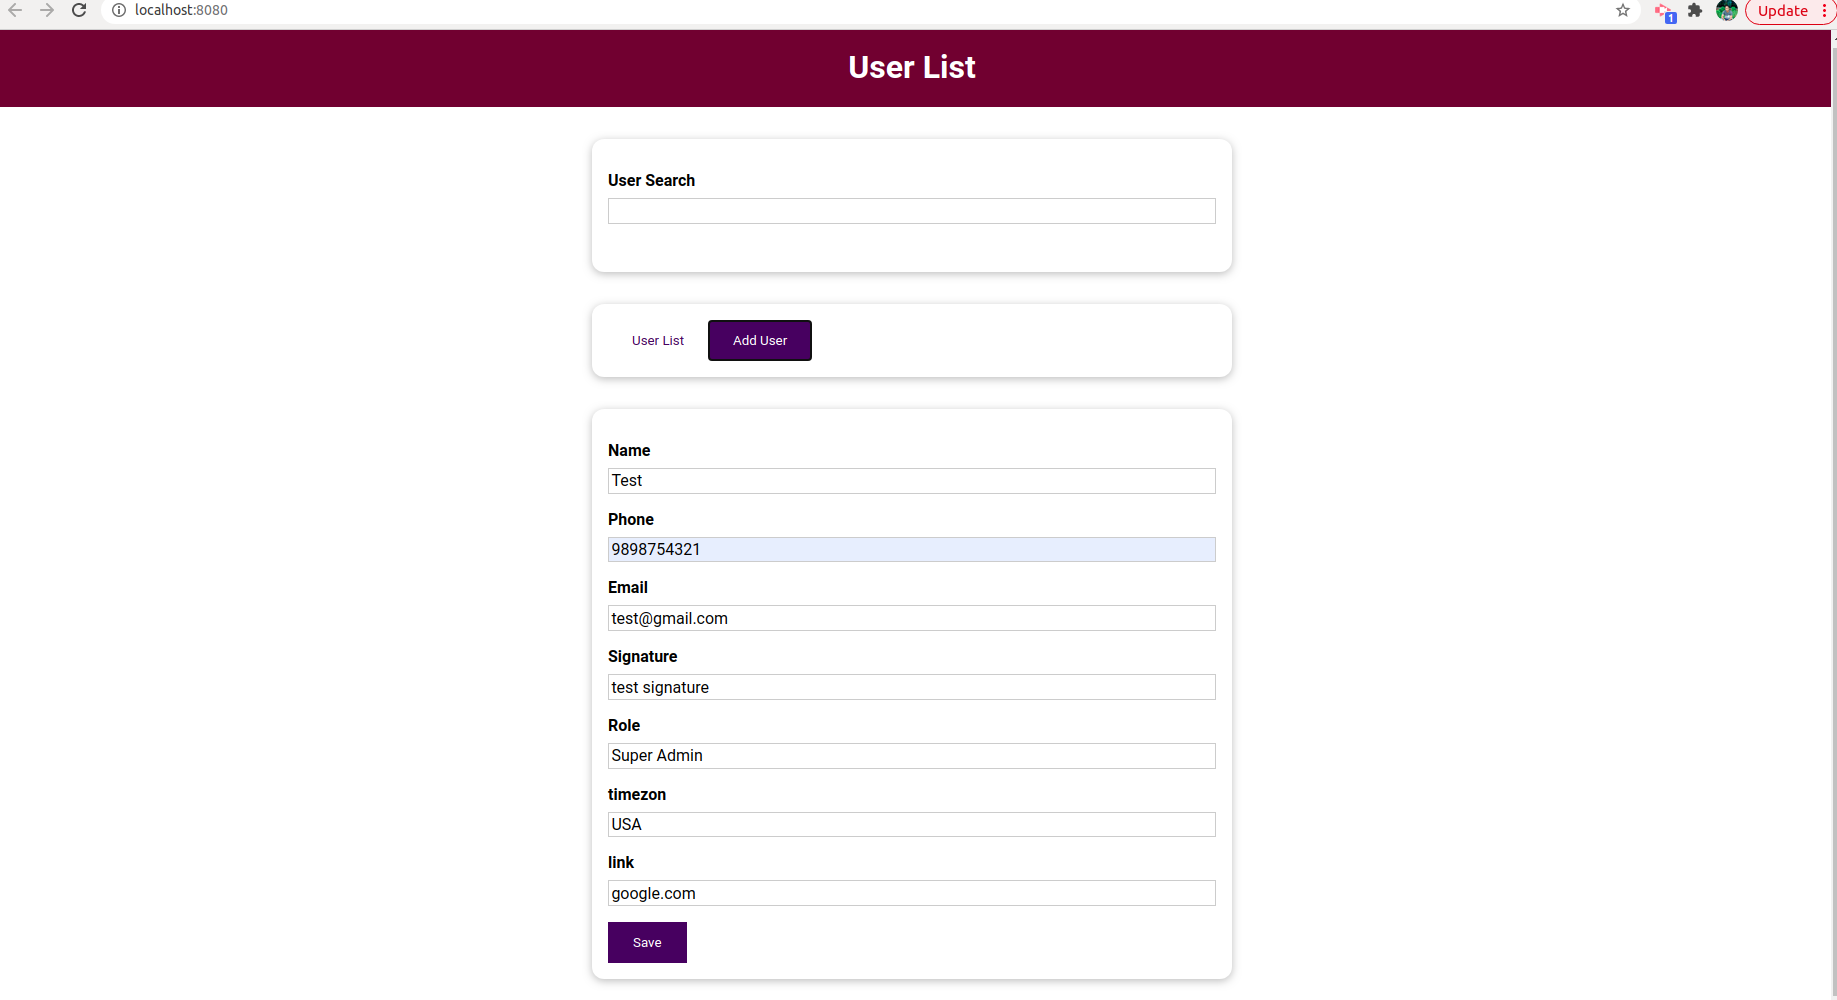 localhost:8080
1
Update
User List
User Search
User List
Add User
Name
Test
Phone
9898754321
Email
test@gmail.com
Signature
test signature
Role
Super Admin
timezon
USA
link
google.com
Save